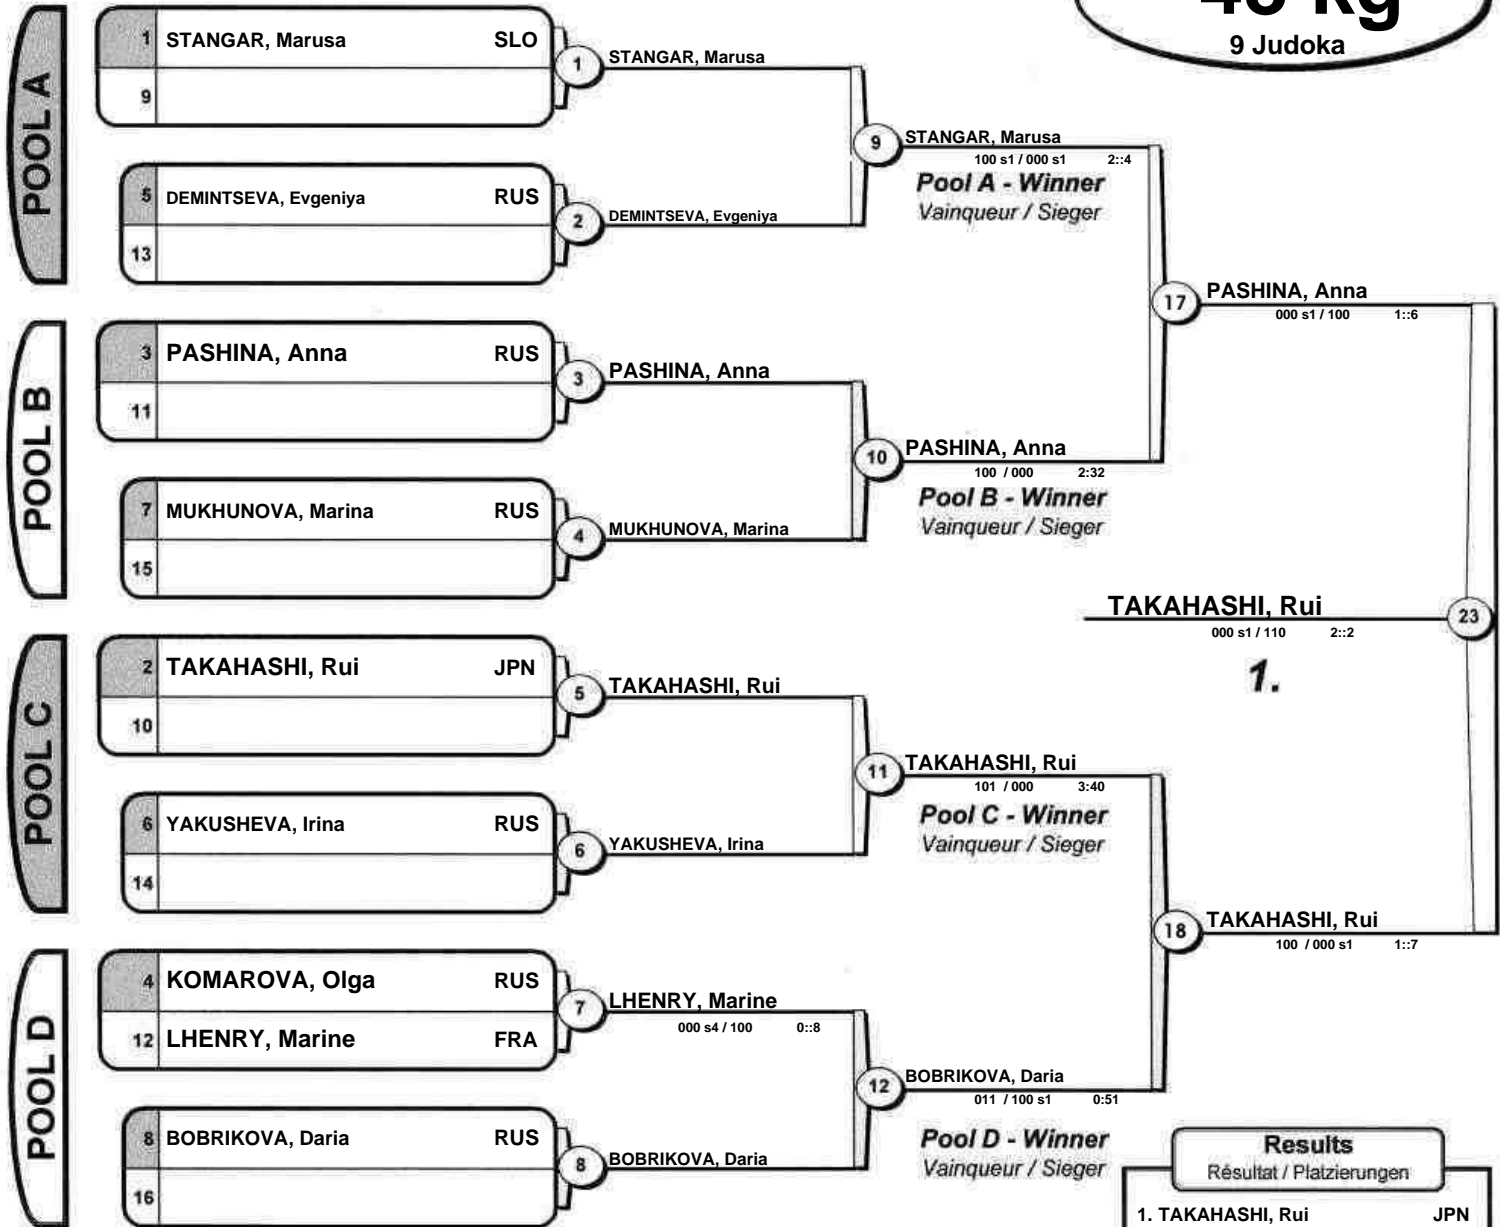 48 kg
9 Judoka
POOL A
1 STANGAR, Marusa SLO
9
1
STANGAR, Marusa
5 DEMINTSEVA, Evgeniya RUS
13
2
DEMINTSEVA, Evgeniya
9
STANGAR, Marusa
100 s1 / 000 s1 2::4
Pool A - Winner
Vainqueur / Sieger
POOL B
3 PASHINA, Anna RUS
11
3
PASHINA, Anna
7 MUKHUNOVA, Marina RUS
15
4
MUKHUNOVA, Marina
10
PASHINA, Anna
100 / 000 2:32
Pool B - Winner
Vainqueur / Sieger
17
PASHINA, Anna
000 s1 / 100 1::6
POOL C
2 TAKAHASHI, Rui JPN
10
5
TAKAHASHI, Rui
6 YAKUSHEVA, Irina RUS
14
6
YAKUSHEVA, Irina
11
TAKAHASHI, Rui
101 / 000 3:40
Pool C - Winner
Vainqueur / Sieger
POOL D
4 KOMAROVA, Olga RUS
12 LHENRY, Marine FRA
7
LHENRY, Marine
000 s4 / 100 0::8
8 BOBRIKOVA, Daria RUS
16
8
BOBRIKOVA, Daria
12
BOBRIKOVA, Daria
011 / 100 s1 0:51
Pool D - Winner
Vainqueur / Sieger
18
TAKAHASHI, Rui
100 / 000 s1 1::7
23
TAKAHASHI, Rui
000 s1 / 110 2::2
1.
Results
Résultat / Platzierungen
1. TAKAHASHI, Rui JPN